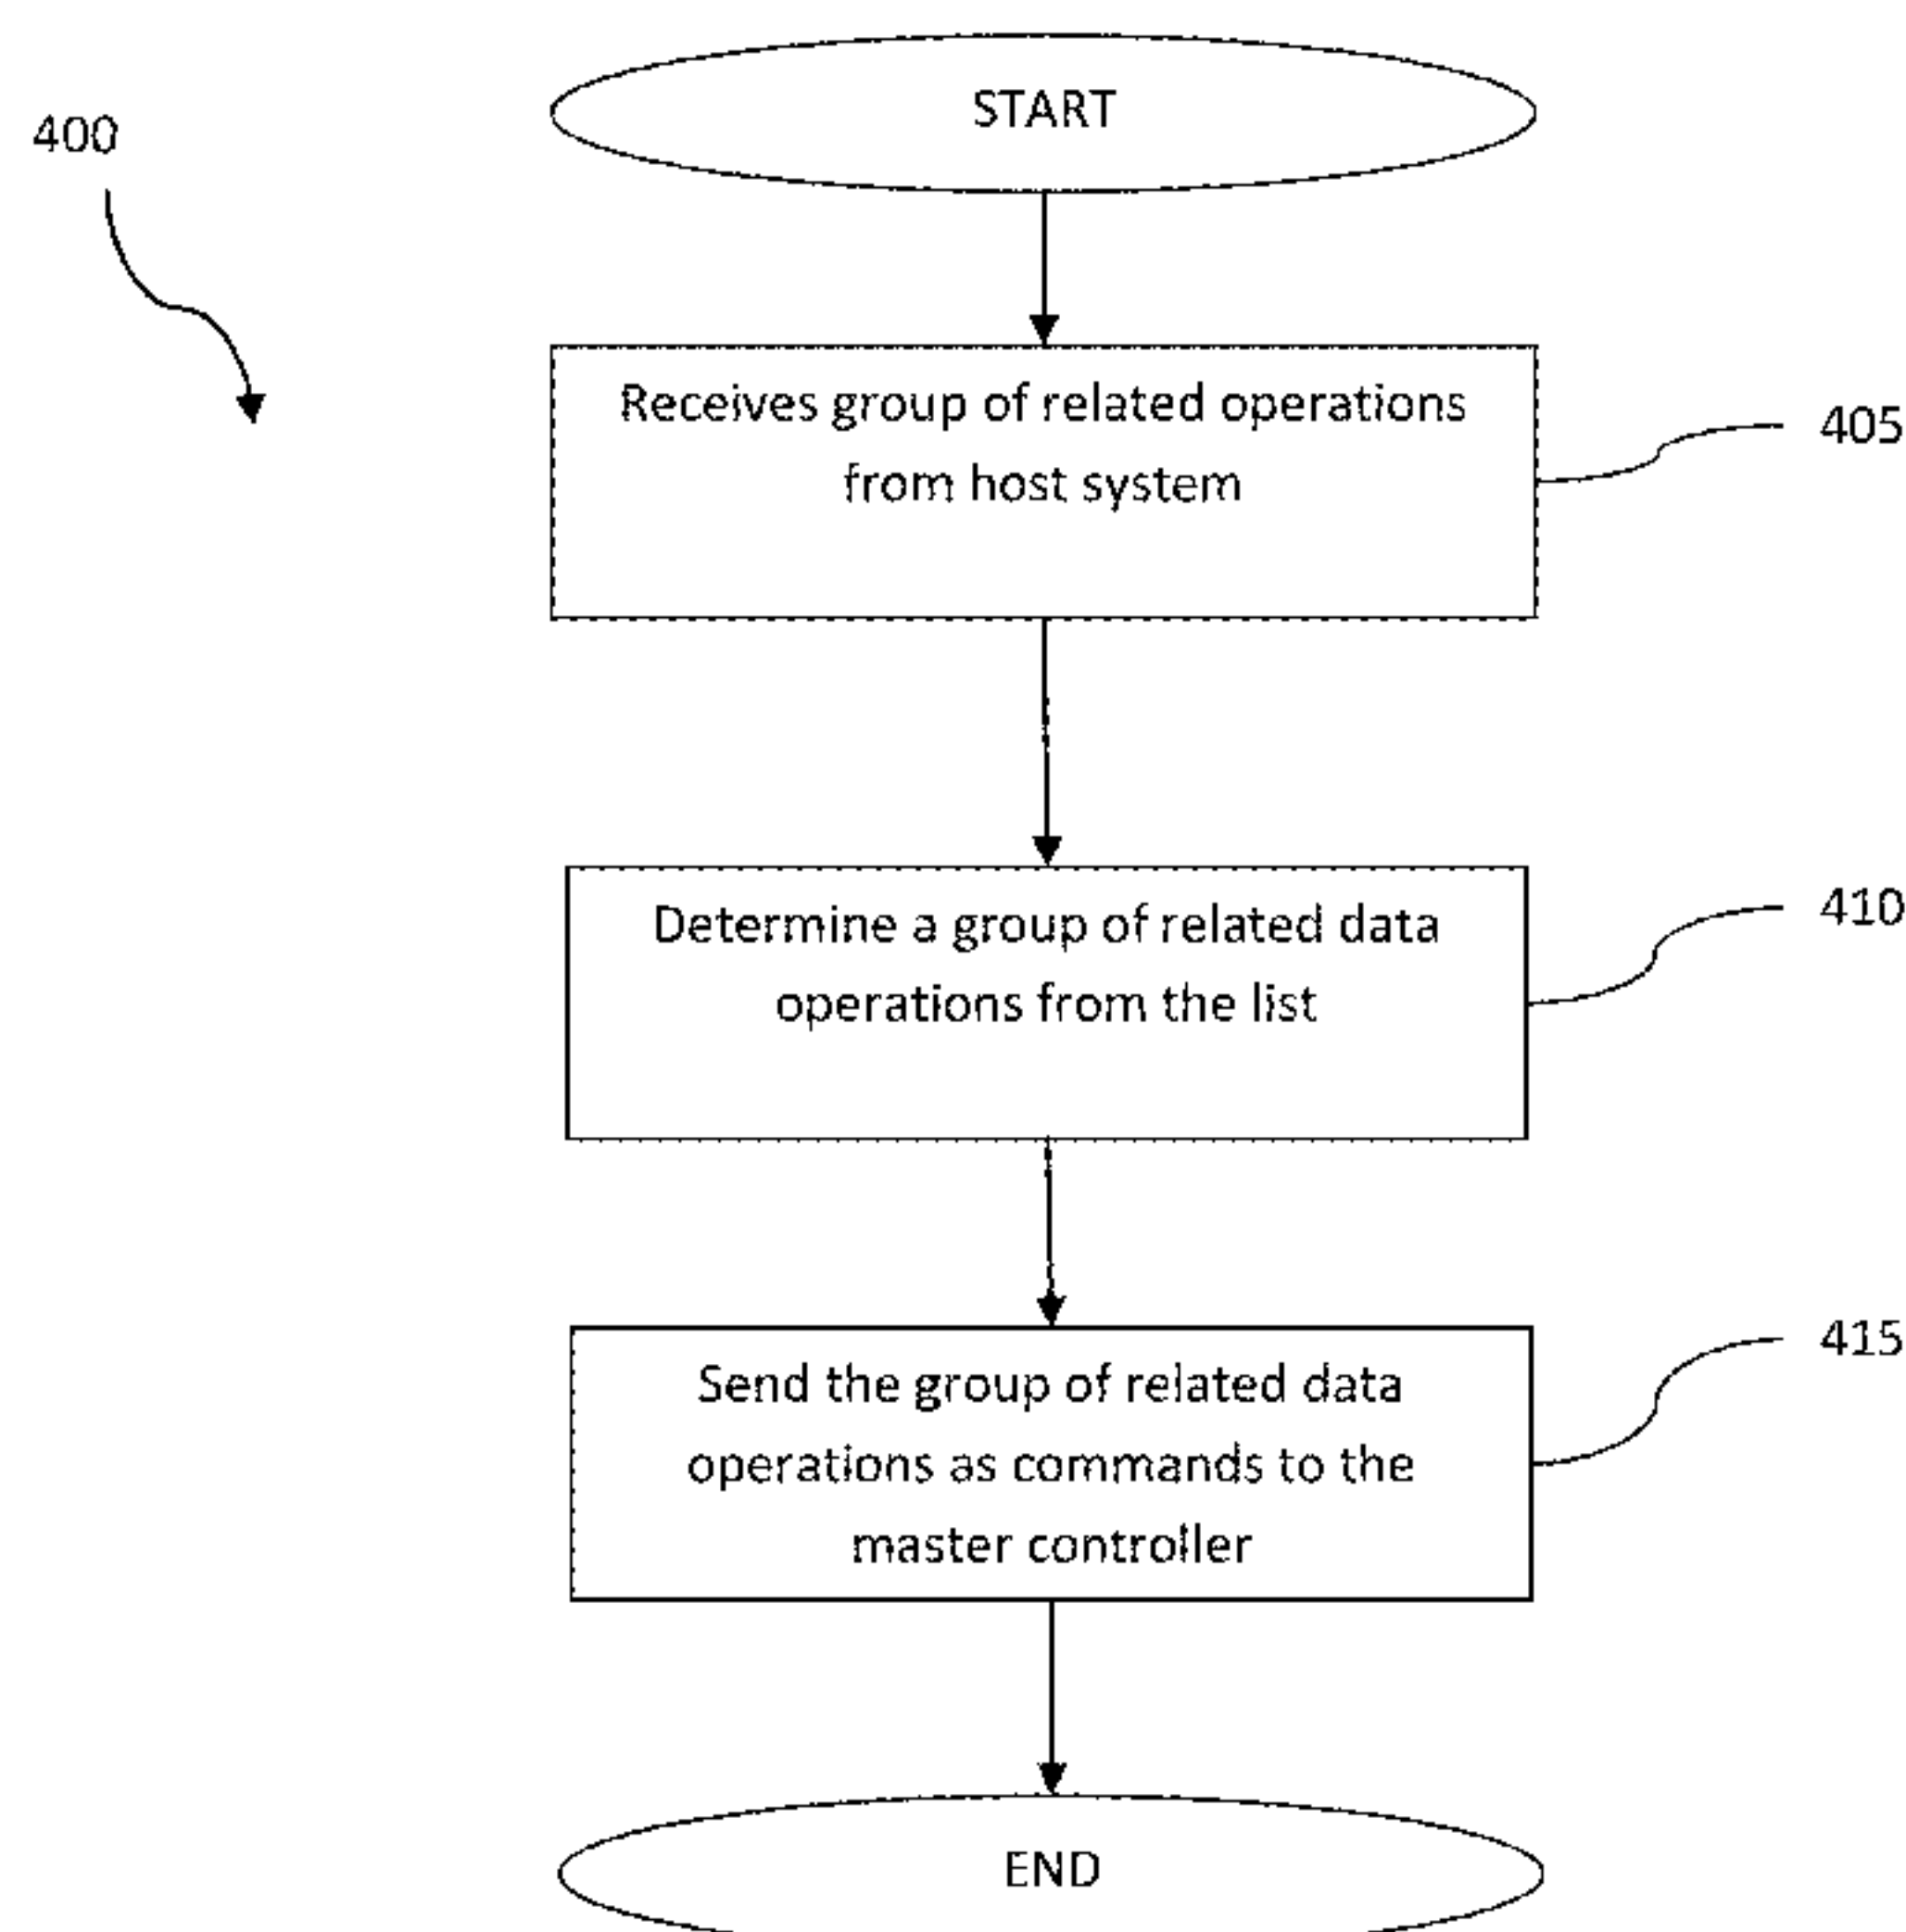 START
400
Receives group of related operations
from host system
405
Determine a group of related data
operations from the list
410
Send the group of related data
operations as commands to the
master controller
415
END